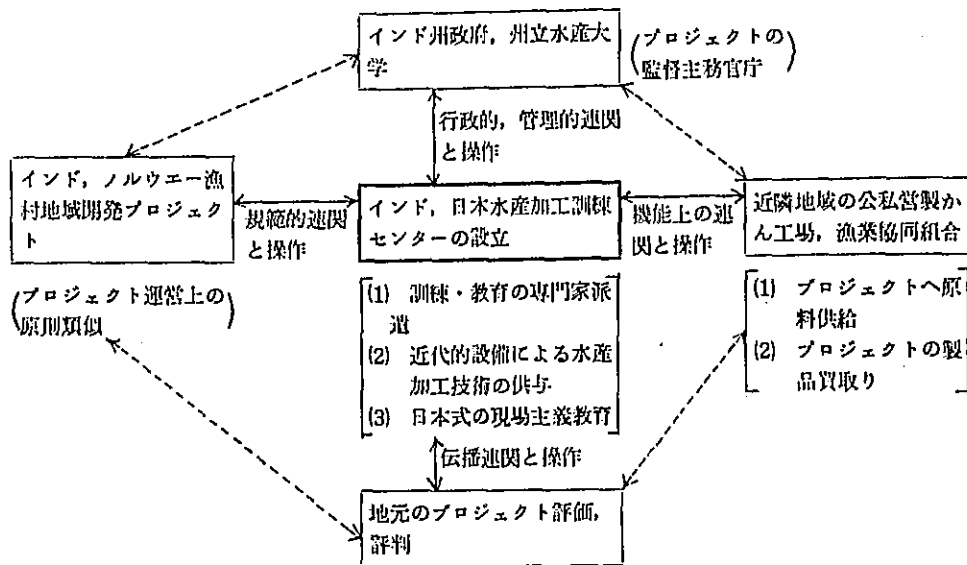 インド州政府，州立水産大
学
(プロジェクトの
監督主務官庁)
行政的，管理的連関
と操作
インド，ノルウエー漁
村地域開発プロジェク
ト
規範的連関
と操作
インド，日本水産加工訓練
センターの設立
機能上の連
関と操作
近隣地域の公私営製か
ん工場，漁業協同組合
(プロジェクト運営上の
原則類似)
(1) 訓練・教育の専門家派
遣
(2) 近代的設備による水産
加工技術の供与
(3) 日本式の現場主義教育
(1) プロジェクトへ原
料供給
(2) プロジェクトの製
品買取り
伝播連関と操作
地元のプロジェクト評価，
評判